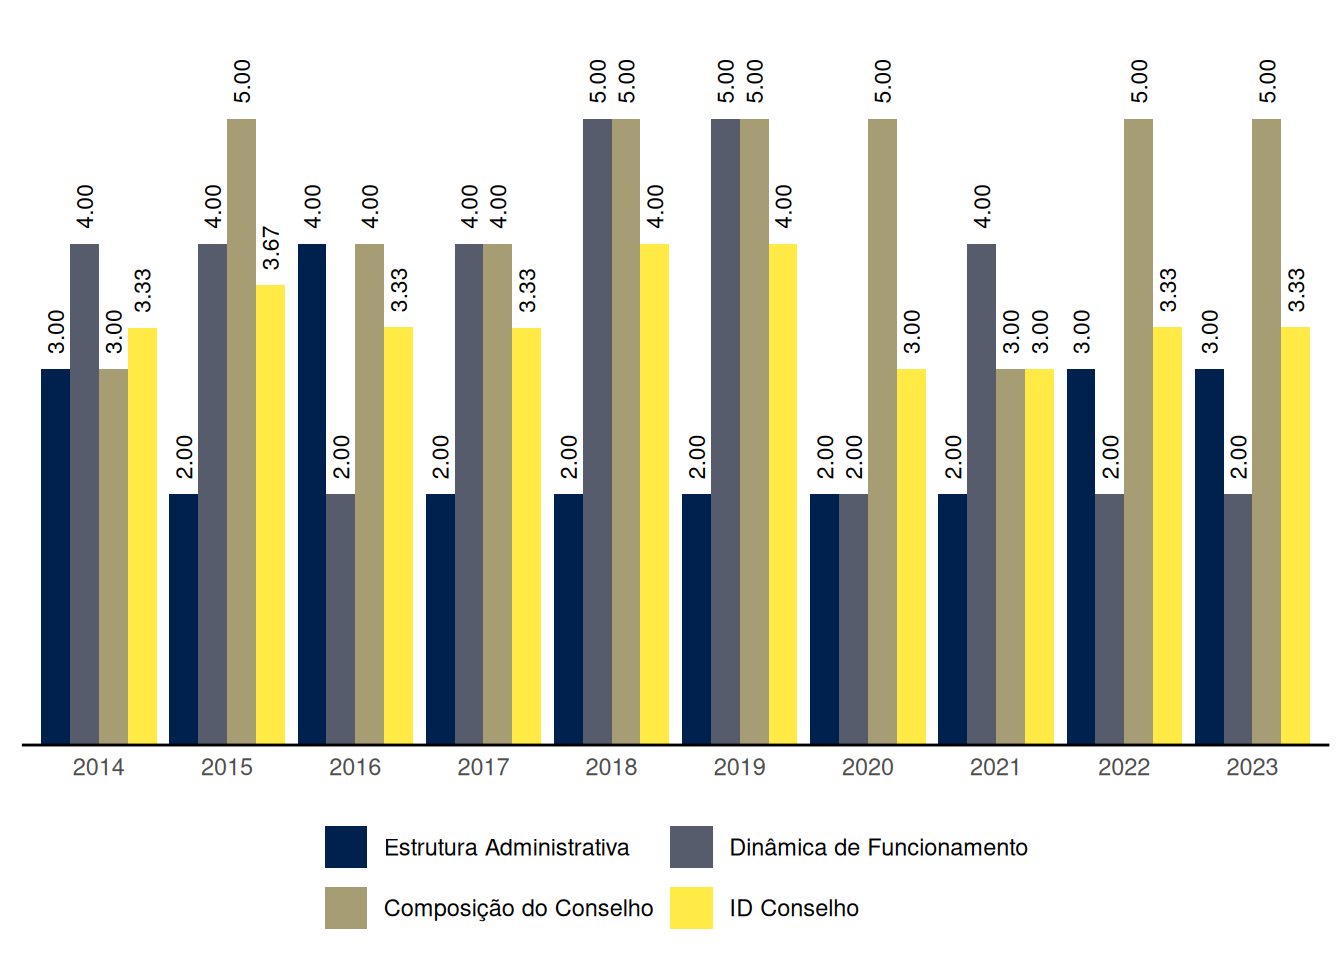 3.00 4.00 3.00 3.33
2.00 4.00 5.00 3.67
4.00 2.00 4.00 3.33
2.00 4.00 4.00 3.33
2.00 5.00 5.00 4.00
2.00 5.00 5.00 4.00
2.00 2.00 5.00 3.00
2.00 4.00 3.00 3.00
3.00 2.00 5.00 3.33
3.00 2.00 5.00 3.33
2014 2015 2016 2017 2018 2019 2020 2021 2022 2023
Estrutura Administrativa Dinâmica de Funcionamento
Composição do Conselho ID Conselho